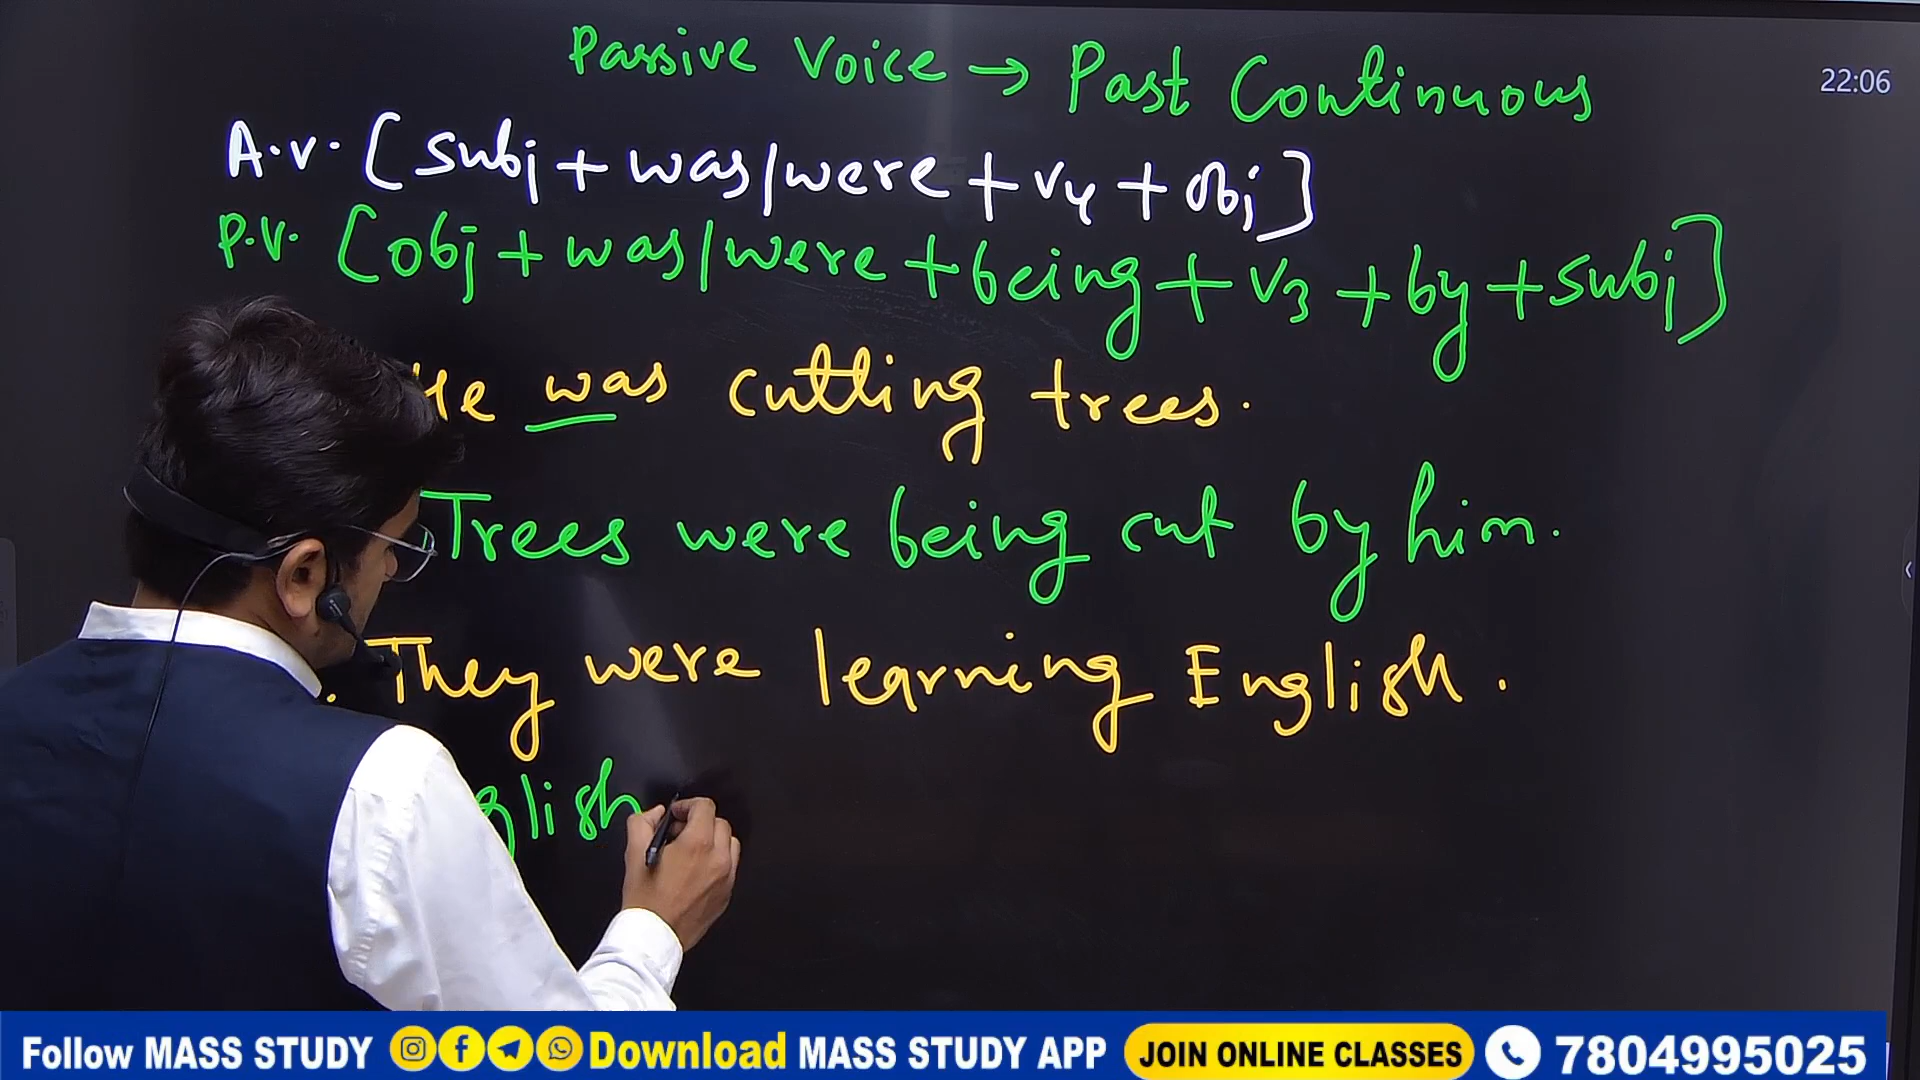 Passive Voice → Past Continuous
22:06
A.V. [subj + was/were + v4 + obj]
P.V. [obj + was/were + being + v3 + by + subj]
He was cutting trees.
Trees were being cut by him.
They were learning English.
glish
Follow MASS STUDY Download MASS STUDY APP JOIN ONLINE CLASSES 7804995025